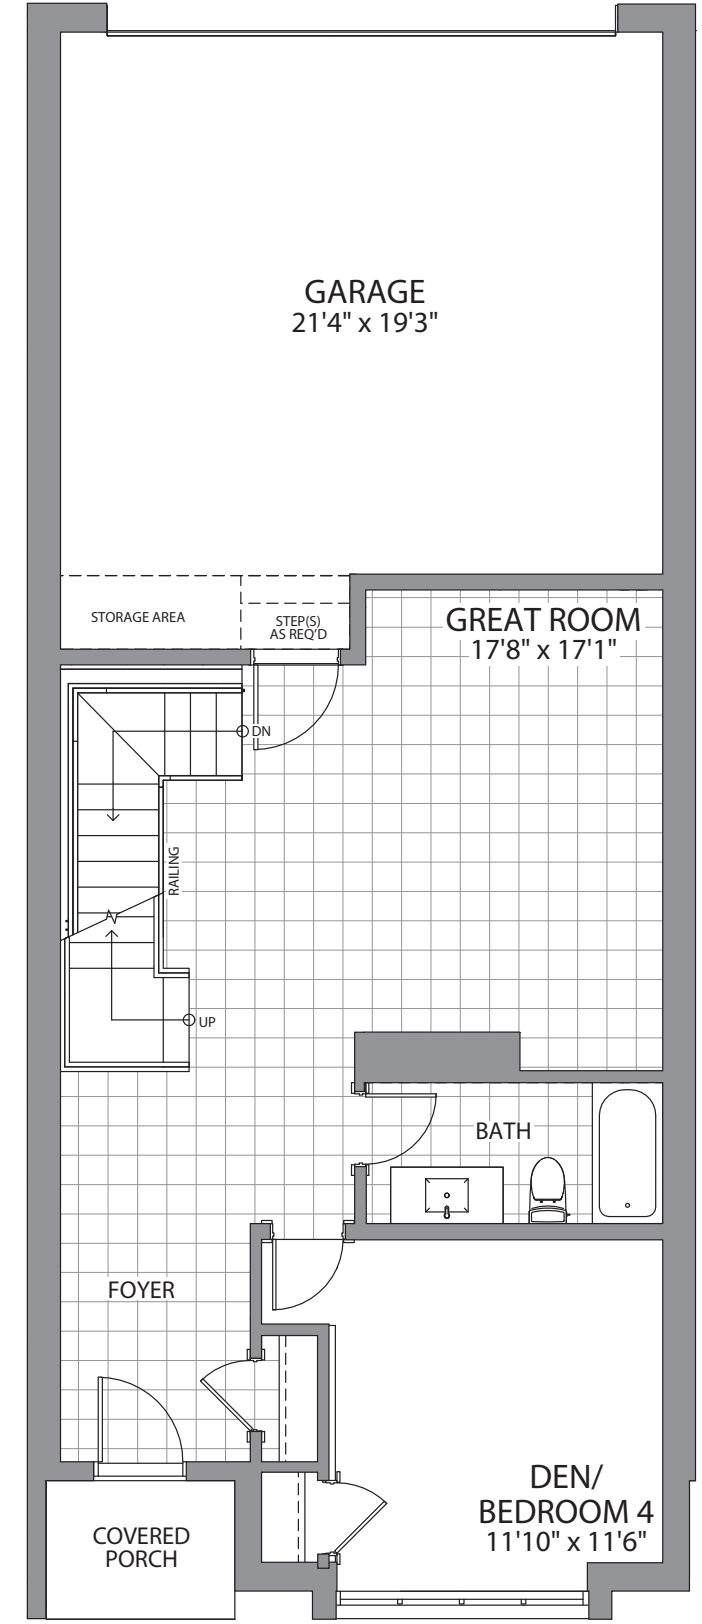 GARAGE
21'4" x 19'3"
STORAGE AREA
STEP(S)
AS REQ'D
GREAT ROOM
17'8" x 17'1"
DN
RAILING
UP
BATH
FOYER
DEN/
BEDROOM 4
11'10" x 11'6"
COVERED
PORCH